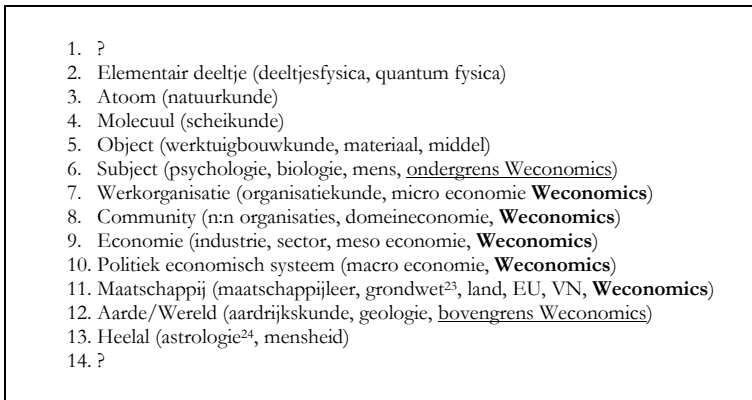 1. ?
2. Elementair deeltje (deeltjesfysica, quantum fysica)
3. Atoom (natuurkunde)
4. Molecuul (scheikunde)
5. Object (werktuigbouwkunde, materiaal, middel)
6. Subject (psychologie, biologie, mens, ondergrens Weconomics)
7. Werkorganisatie (organisatiekunde, micro economie Weconomics)
8. Community (n:n organisaties, domeineconomie, Weconomics)
9. Economie (industrie, sector, meso economie, Weconomics)
10. Politiek economisch systeem (macro economie, Weconomics)
11. Maatschappij (maatschappijleer, grondwet²³, land, EU, VN, Weconomics)
12. Aarde/Wereld (aardrijkskunde, geologie, bovengrens Weconomics)
13. Heelal (astrologie²⁴, mensheid)
14. ?